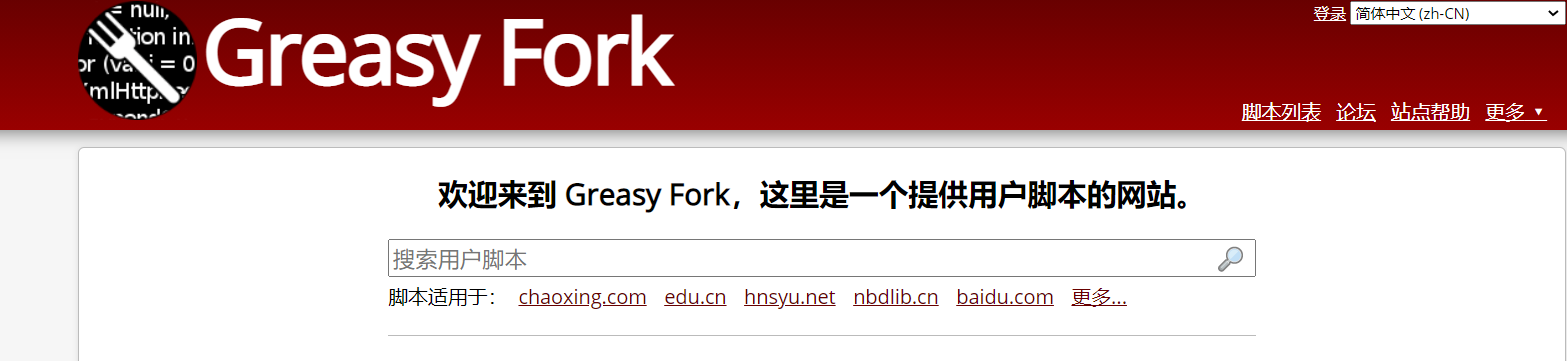 = null,
ction in
or (va i = 0
XmlHttp
Greasy Fork
登录 简体中文 (zh-CN)
脚本列表 论坛 站点帮助 更多 ▼
欢迎来到 Greasy Fork，这里是一个提供用户脚本的网站。
搜索用户脚本
脚本适用于： chaoxing.com edu.cn hnsyu.net nbdlib.cn baidu.com 更多...